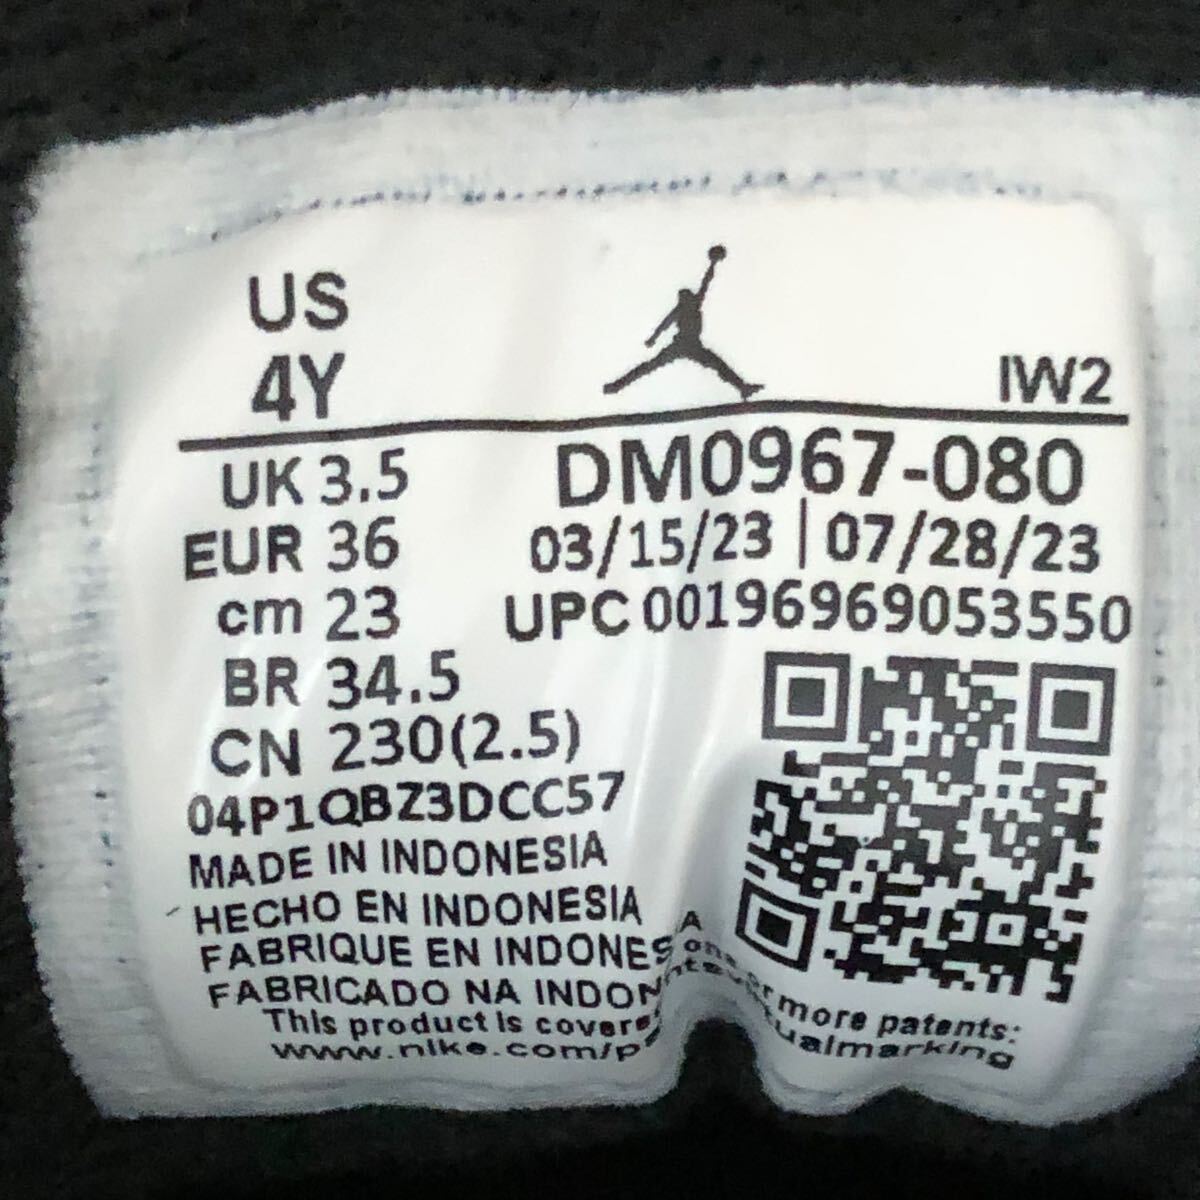 US
4Y
IW2
UK 3.5
DM0967-080
EUR 36
03/15/23 | 07/28/23
cm 23
UPC 00196969053550
BR 34.5
CN 230(2.5)
04P1QBZ3DCC57
MADE IN INDONESIA
HECHO EN INDONESIA
FABRIQUE EN INDONES A
FABRICADO NA INDON
This product is covere one or more patents:
www.nike.com/p ualmarking